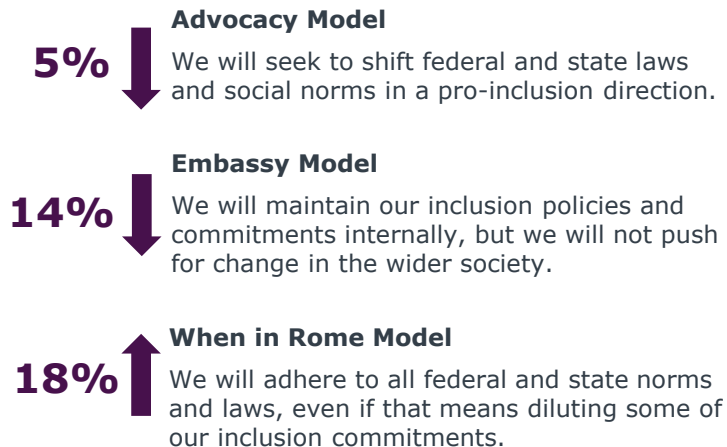 Advocacy Model
5%
We will seek to shift federal and state laws
and social norms in a pro-inclusion direction.
Embassy Model
14%
We will maintain our inclusion policies and
commitments internally, but we will not push
for change in the wider society.
When in Rome Model
18%
We will adhere to all federal and state norms
and laws, even if that means diluting some of
our inclusion commitments.